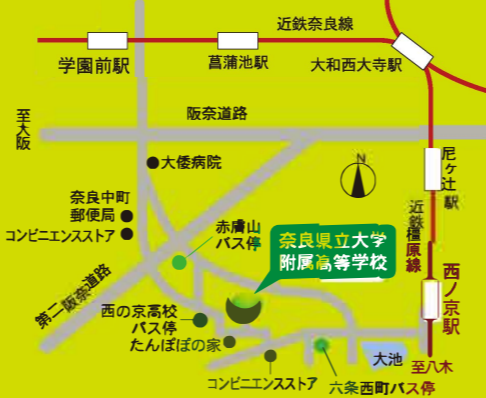 近鉄奈良線
学園前駅
菖蒲池駅
大和西大寺駅
至大阪
阪奈道路
大倭病院
N
尼ヶ辻駅
奈良中町
郵便局
コンビニエンスストア
赤膚山
バス停
奈良県立大学
附属高等学校
近鉄橿原線
西ノ京駅
第二阪奈道路
西の京高校
バス停
たんぽぽの家
コンビニエンスストア
六条西町バス停
大池
至八木